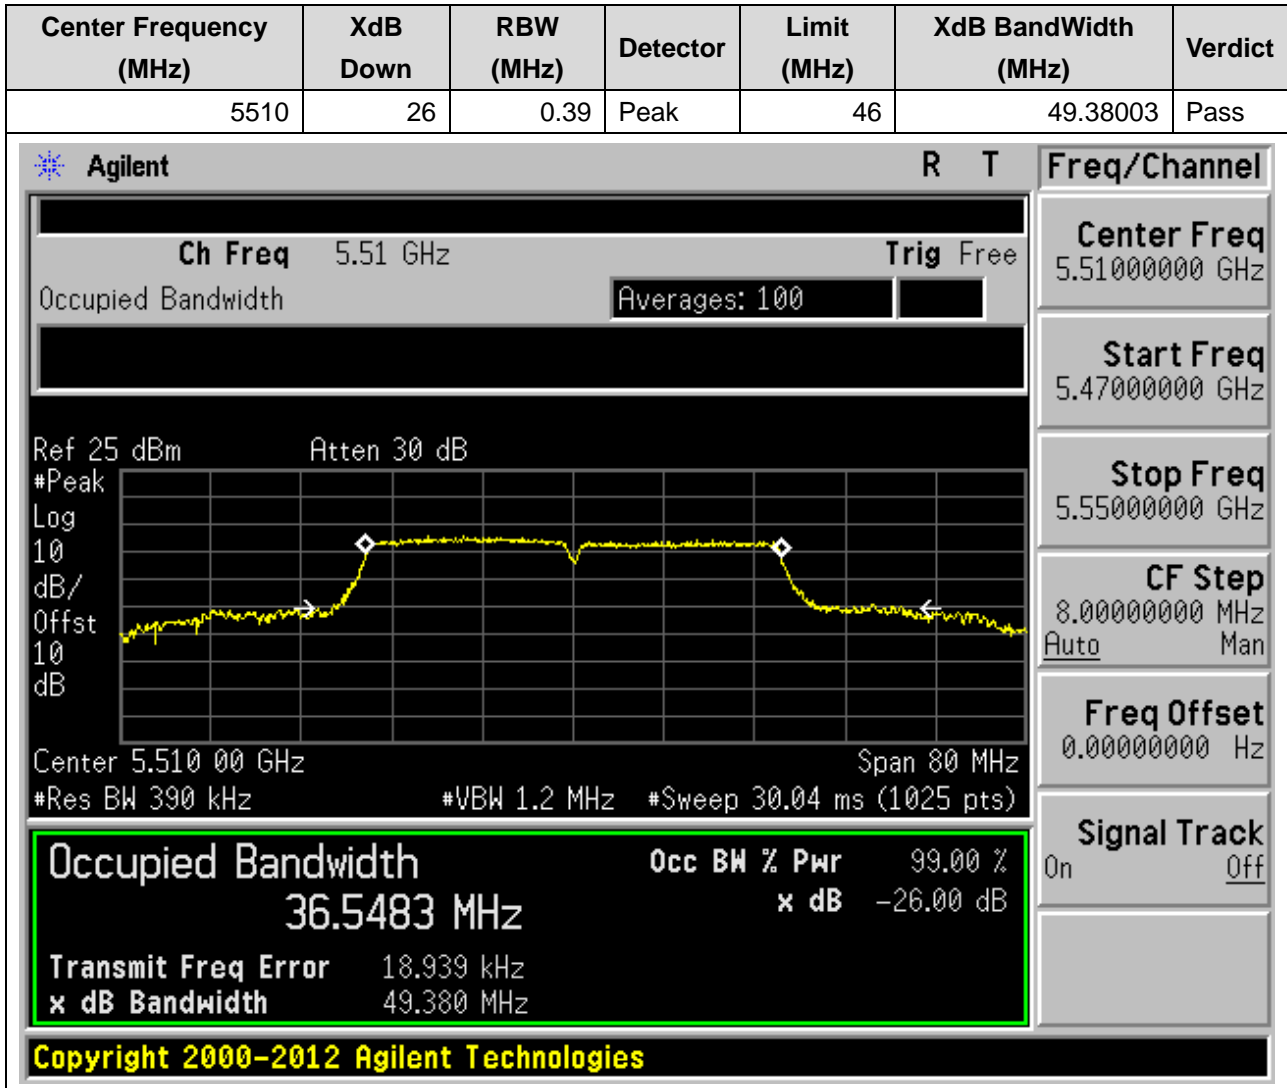 Center Frequency (MHz) XdB Down RBW (MHz) Detector Limit (MHz) XdB BandWidth (MHz) Verdict
5510 26 0.39 Peak 46 49.38003 Pass
Agilent R T
Ch Freq 5.51 GHz Trig Free
Occupied Bandwidth Averages: 100
Ref 25 dBm Atten 30 dB
#Peak
Log
10
dB/
Offst
10
dB
Center 5.510 00 GHz Span 80 MHz
#Res BW 390 kHz #VBW 1.2 MHz #Sweep 30.04 ms (1025 pts)
Occupied Bandwidth Occ BW % Pwr 99.00 %
36.5483 MHz x dB -26.00 dB
Transmit Freq Error 18.939 kHz
x dB Bandwidth 49.380 MHz
Copyright 2000-2012 Agilent Technologies
Freq/Channel
Center Freq
5.51000000 GHz
Start Freq
5.47000000 GHz
Stop Freq
5.55000000 GHz
CF Step
8.00000000 MHz
Auto Man
Freq Offset
0.00000000 Hz
Signal Track
On Off